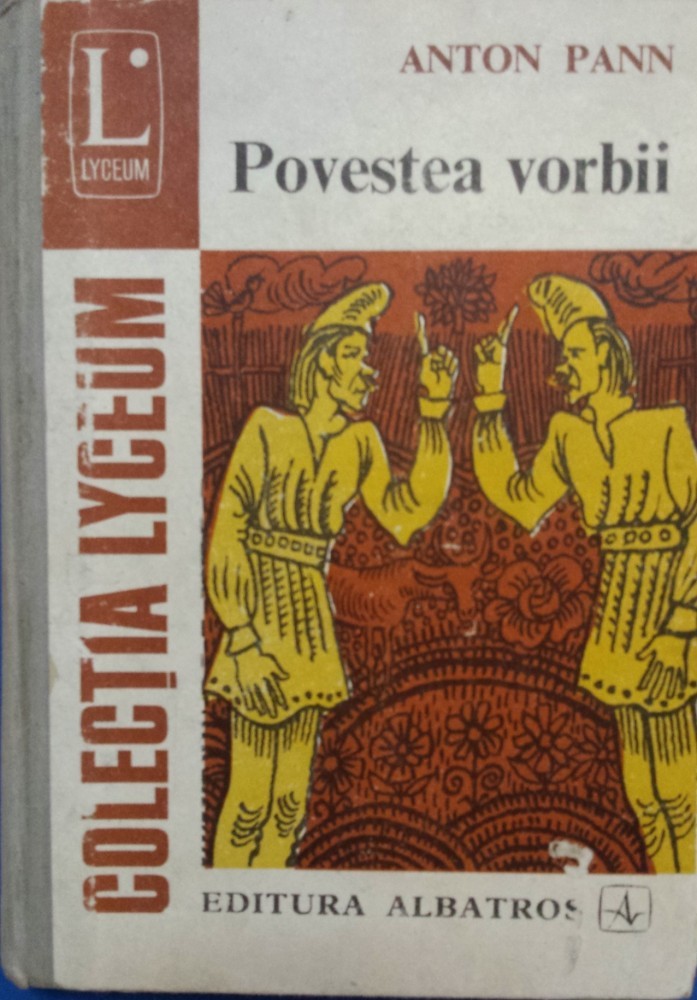 L
LYCEUM
ANTON PANN
Povestea vorbii
COLECȚIA LYCEUM
EDITURA ALBATROS